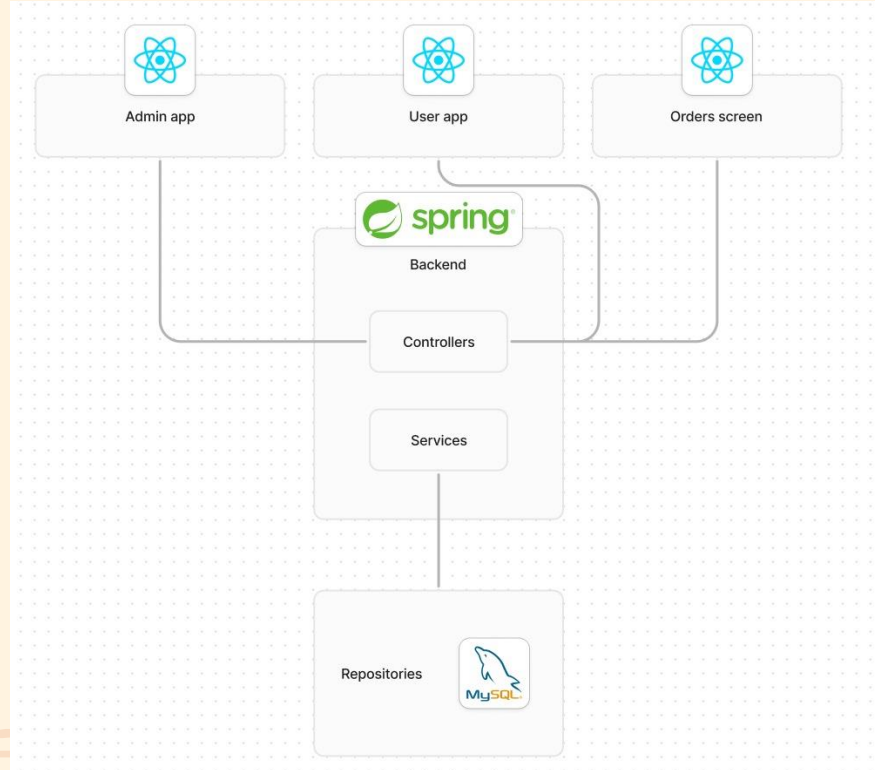 Admin app
User app
Orders screen
spring
Backend
Controllers
Services
Repositories
MySQL